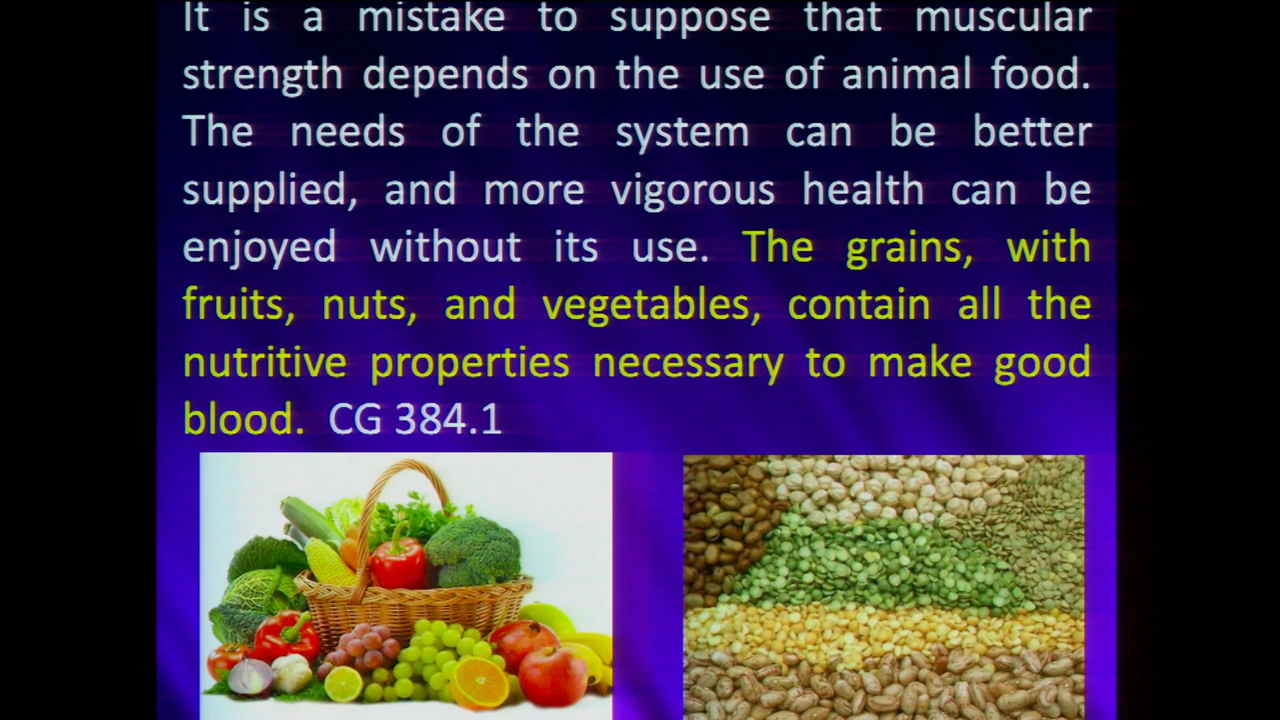 It is a mistake to suppose that muscular
strength depends on the use of animal food.
The needs of the system can be better
supplied, and more vigorous health can be
enjoyed without its use. The grains, with
fruits, nuts, and vegetables, contain all the
nutritive properties necessary to make good
blood. CG 384.1